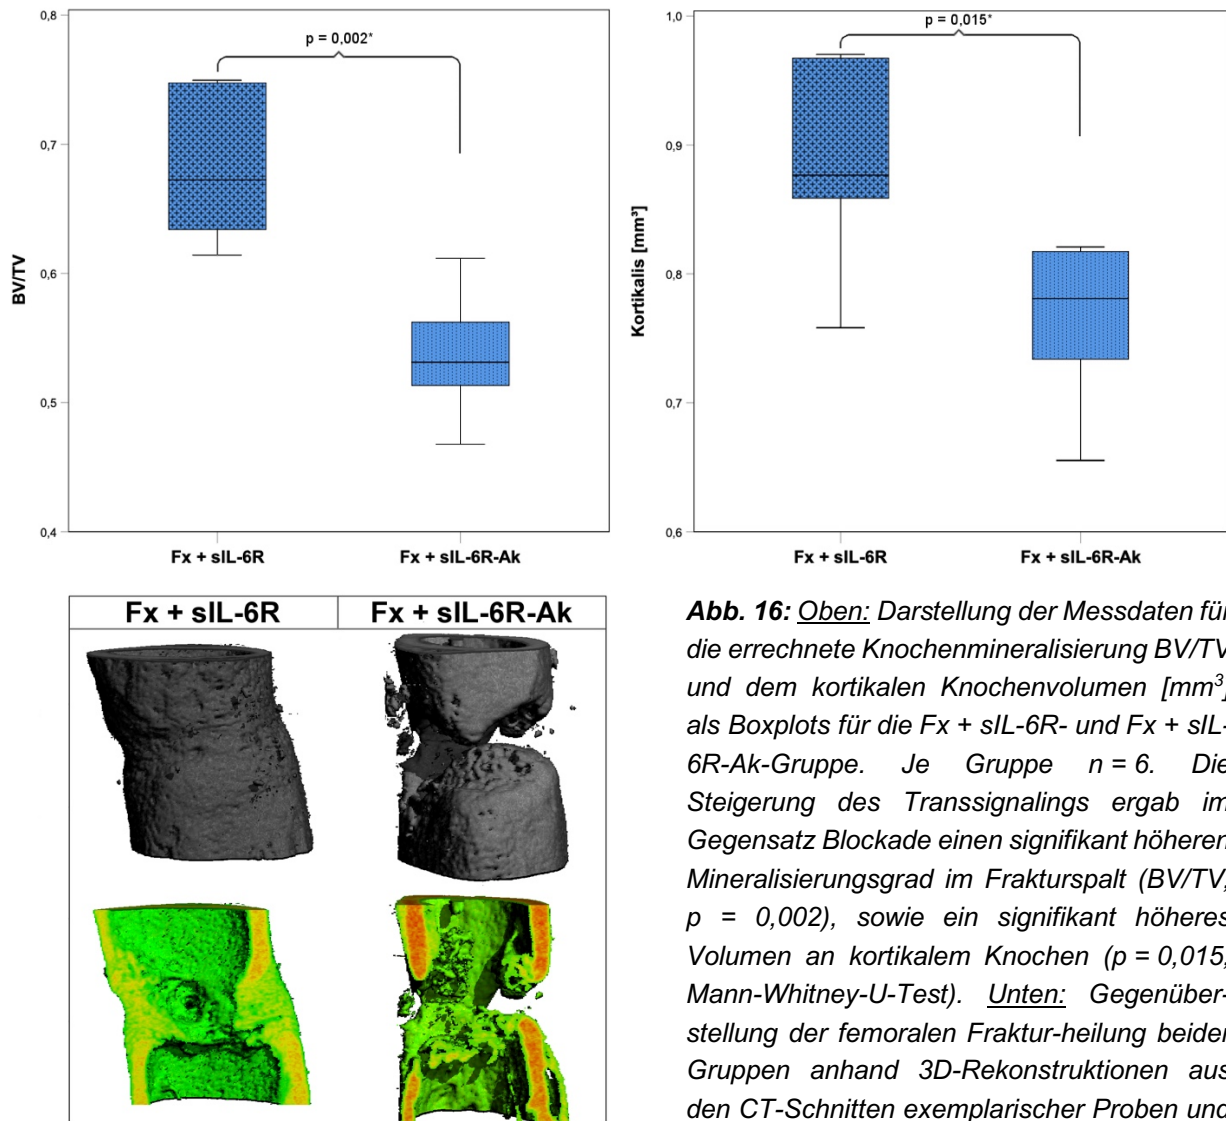 0,8
p = 0,002*
0,7
0,6
0,5
0,4
BV/TV
Fx + sIL-6R
Fx + sIL-6R-Ak
1,0
p = 0,015*
0,9
0,8
0,7
0,6
Kortikalis [mm³]
Fx + sIL-6R
Fx + sIL-6R-Ak
Fx + sIL-6R
Fx + sIL-6R-Ak
Abb. 16: Oben: Darstellung der Messdaten für
die errechnete Knochenmineralisierung BV/TV
und dem kortikalen Knochenvolumen [mm³]
als Boxplots für die Fx + sIL-6R- und Fx + sIL-
6R-Ak-Gruppe. Je Gruppe n = 6. Die
Steigerung des Transsignalings ergab im
Gegensatz Blockade einen signifikant höheren
Mineralisierungsgrad im Frakturspalt (BV/TV,
p = 0,002), sowie ein signifikant höheres
Volumen an kortikalem Knochen (p = 0,015,
Mann-Whitney-U-Test). Unten: Gegenüber-
stellung der femoralen Fraktur-heilung beider
Gruppen anhand 3D-Rekonstruktionen aus
den CT-Schnitten exemplarischer Proben und